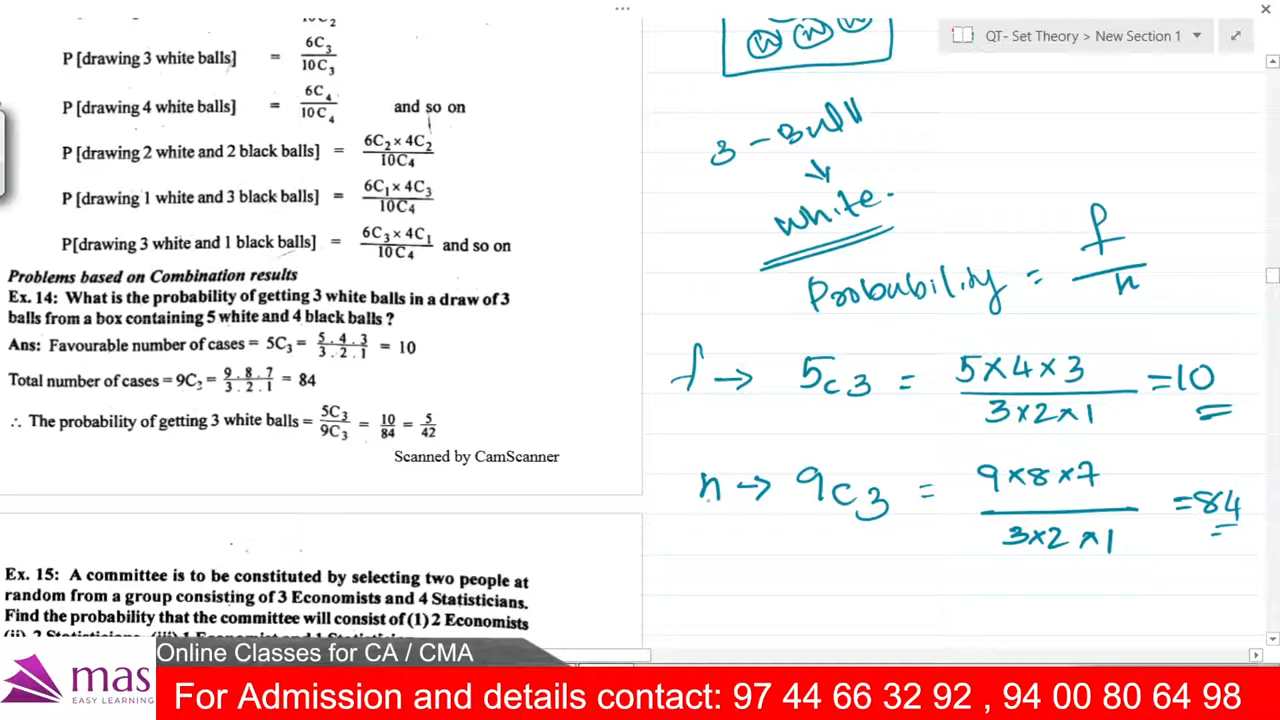 10C₂
P [drawing 3 white balls] = 6C₃ / 10C₃
P [drawing 4 white balls] = 6C₄ / 10C₄ and so on
P [drawing 2 white and 2 black balls] = 6C₂ × 4C₂ / 10C₄
P [drawing 1 white and 3 black balls] = 6C₁ × 4C₃ / 10C₄
P[drawing 3 white and 1 black balls] = 6C₃ × 4C₁ / 10C₄ and so on
Problems based on Combination results
Ex. 14: What is the probability of getting 3 white balls in a draw of 3
balls from a box containing 5 white and 4 black balls ?
Ans: Favourable number of cases = 5C₃ = 5 . 4 . 3 / 3 . 2 . 1 = 10
Total number of cases = 9C₃ = 9 . 8 . 7 / 3 . 2 . 1 = 84
∴ The probability of getting 3 white balls = 5C₃ / 9C₃ = 10 / 84 = 5 / 42
Scanned by CamScanner
Ex. 15: A committee is to be constituted by selecting two people at
random from a group consisting of 3 Economists and 4 Statisticians.
Find the probability that the committee will consist of (1) 2 Economists
(ii) 2 Statisticians (iii) 1 Economist and 1 Statistician
QT- Set Theory > New Section 1
W W W
3 - Ball
White.
Probability = f / n
f → 5c3 = 5×4×3 / 3×2×1 = 10
n → 9c3 = 9×8×7 / 3×2×1 = 84
mas
EASY LEARNING
Online Classes for CA / CMA
For Admission and details contact: 97 44 66 32 92 , 94 00 80 64 98